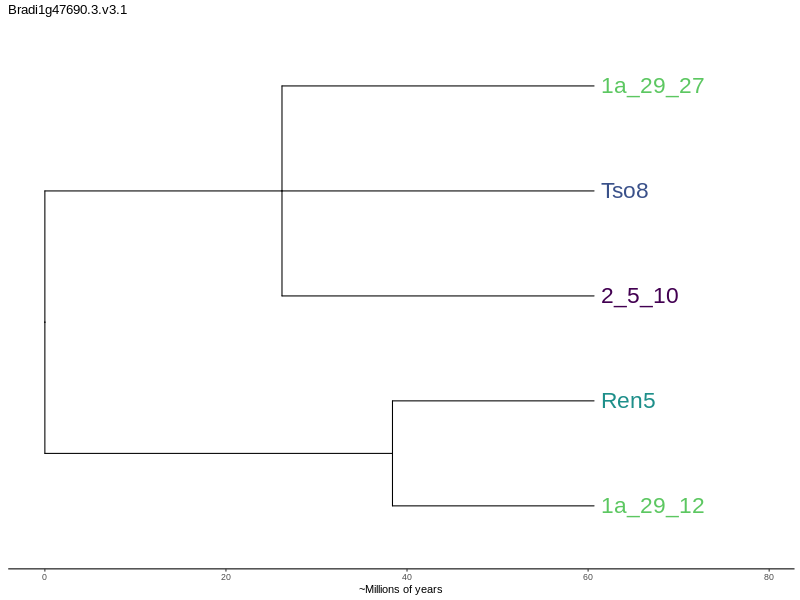 Bradi1g47690.3.v3.1
1a_29_27
Tso8
2_5_10
Ren5
1a_29_12
0 20 40 60 80
~Millions of years